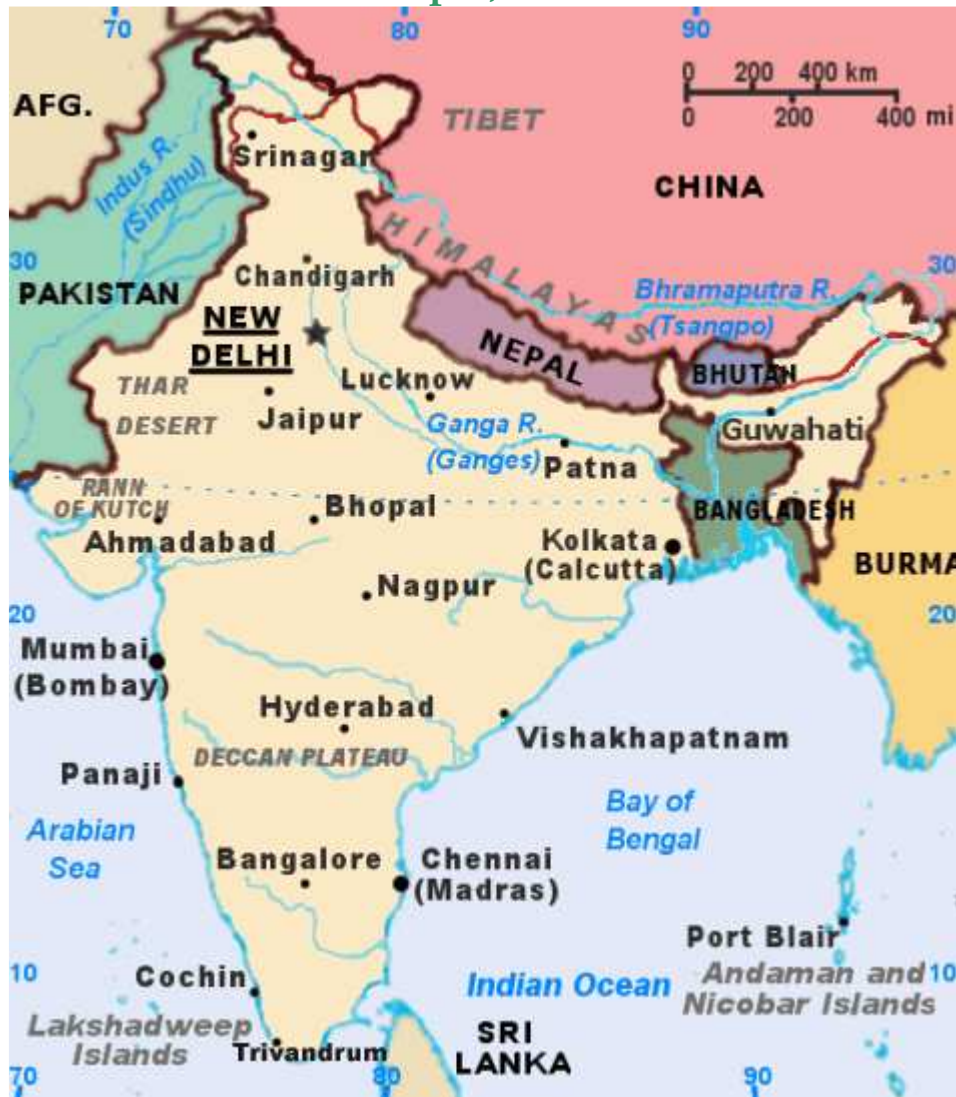 70 80 90
0 200 400 km
0 200 400 mi
AFG.
TIBET
Srinagar
Indus R.
(Sindhu)
CHINA
HIMALAYAS
30 30
Chandigarh
PAKISTAN
Bhramaputra R.
(Tsangpo)
NEW
DELHI
NEPAL
BHUTAN
THAR
DESERT
Lucknow
Jaipur
Ganga R.
(Ganges)
Guwahati
Patna
RANN
OF KUTCH
Bhopal
BANGLADESH
Ahmadabad
Kolkata
(Calcutta)
BURMA
Nagpur
20 20
Mumbai
(Bombay)
Hyderabad
Vishakhapatnam
DECCAN PLATEAU
Panaji
Bay of
Bengal
Arabian
Sea
Bangalore
Chennai
(Madras)
Port Blair
10 10
Cochin
Indian Ocean
Andaman and
Nicobar Islands
Lakshadweep
Islands
SRI
LANKA
Trivandrum
70 80 90